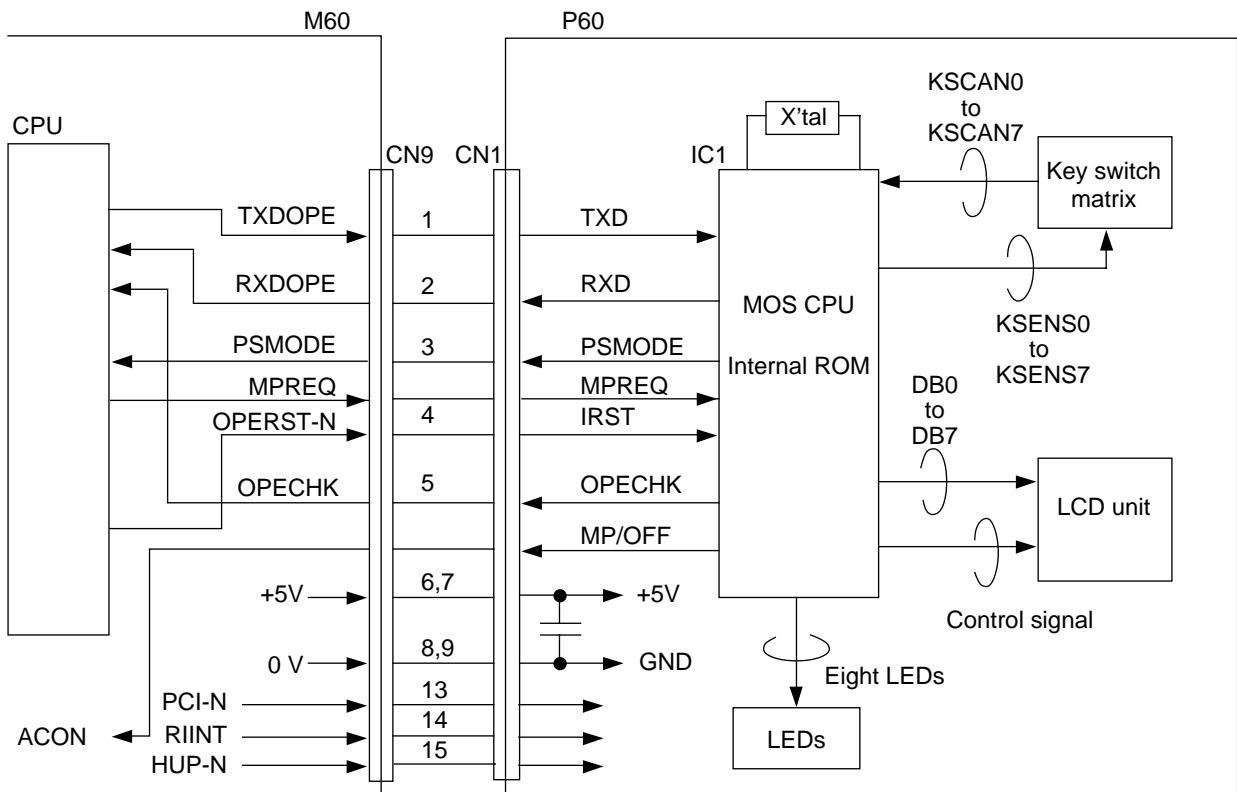 M60
P60
KSCAN0
to
KSCAN7
X'tal
CPU
CN9
CN1
IC1
Key switch
matrix
TXDOPE
1
TXD
RXDOPE
2
RXD
MOS CPU
KSENS0
to
KSENS7
PSMODE
3
PSMODE
Internal ROM
MPREQ
MPREQ
DB0
to
DB7
OPERST-N
4
IRST
OPECHK
5
OPECHK
LCD unit
MP/OFF
+5V
6,7
+5V
Control signal
0 V
8,9
GND
Eight LEDs
PCI-N
13
ACON
RIINT
14
LEDs
HUP-N
15